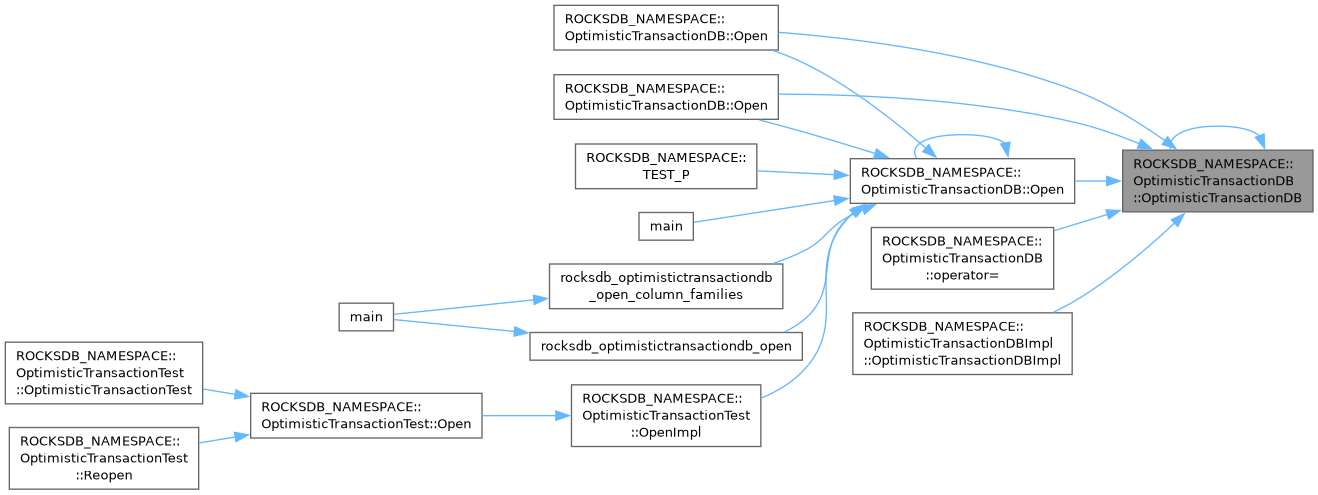 ROCKSDB_NAMESPACE::
OptimisticTransactionDB::Open
ROCKSDB_NAMESPACE::
OptimisticTransactionDB::Open
ROCKSDB_NAMESPACE::
TEST_P
main
ROCKSDB_NAMESPACE::
OptimisticTransactionDB::Open
ROCKSDB_NAMESPACE::
OptimisticTransactionDB
::OptimisticTransactionDB
ROCKSDB_NAMESPACE::
OptimisticTransactionDB
::operator=
rocksdb_optimistictransactiondb
_open_column_families
main
rocksdb_optimistictransactiondb_open
ROCKSDB_NAMESPACE::
OptimisticTransactionDBImpl
::OptimisticTransactionDBImpl
ROCKSDB_NAMESPACE::
OptimisticTransactionTest
::OptimisticTransactionTest
ROCKSDB_NAMESPACE::
OptimisticTransactionTest::Open
ROCKSDB_NAMESPACE::
OptimisticTransactionTest
::OpenImpl
ROCKSDB_NAMESPACE::
OptimisticTransactionTest
::Reopen